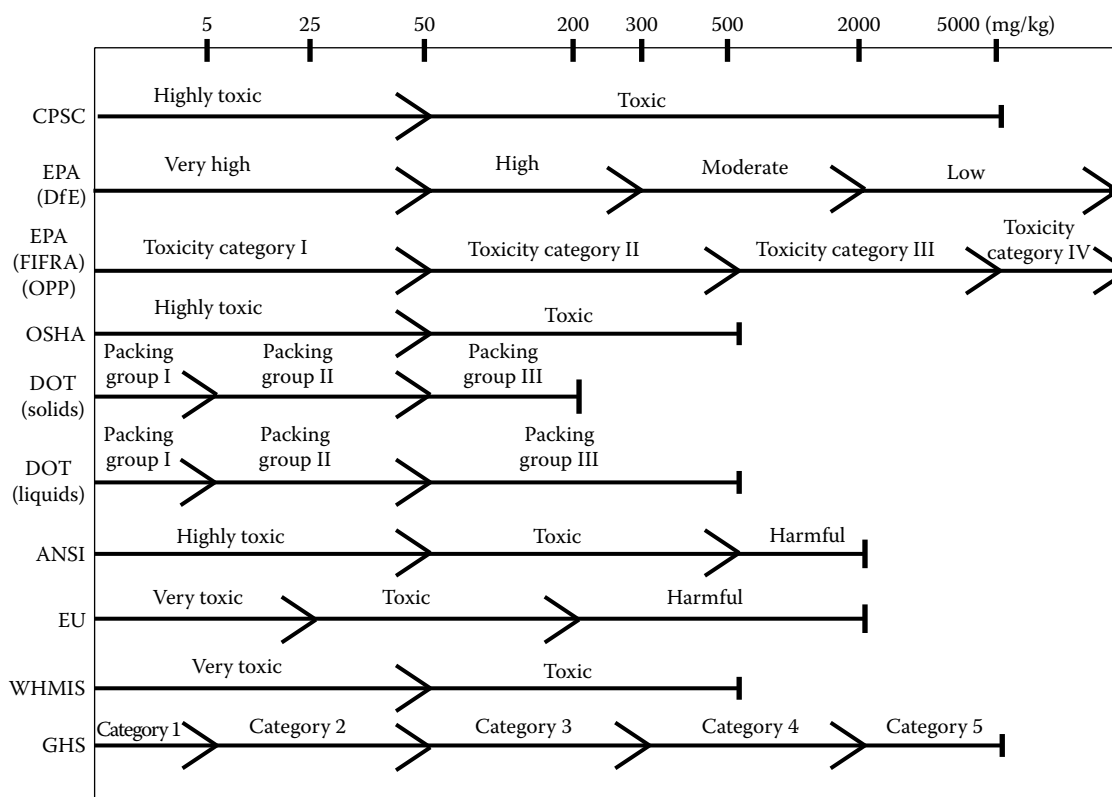 5 25 50 200 300 500 2000 5000 (mg/kg)
CPSC
Highly toxic
Toxic
EPA
(DfE)
Very high
High
Moderate
Low
EPA
(FIFRA)
(OPP)
Toxicity category I
Toxicity category II
Toxicity category III
Toxicity
category IV
OSHA
Highly toxic
Toxic
DOT
(solids)
Packing
group I
Packing
group II
Packing
group III
DOT
(liquids)
Packing
group I
Packing
group II
Packing
group III
ANSI
Highly toxic
Toxic
Harmful
EU
Very toxic
Toxic
Harmful
WHMIS
Very toxic
Toxic
GHS
Category 1
Category 2
Category 3
Category 4
Category 5